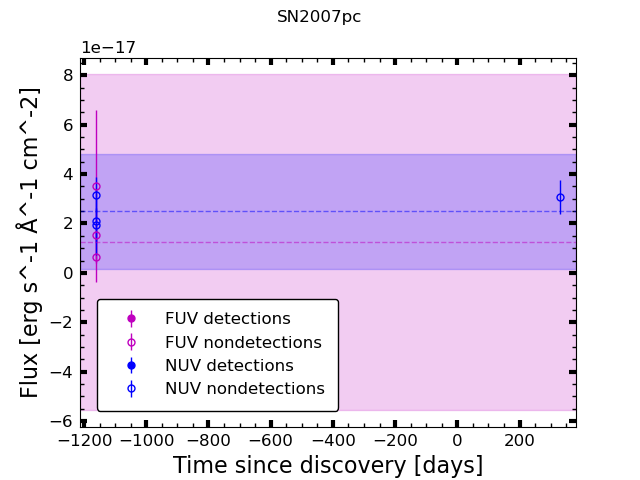 SN2007pc
1e−17
8
6
4
2
0
−2
−4
−6
Flux [erg s^-1 Å^-1 cm^-2]
FUV detections
FUV nondetections
NUV detections
NUV nondetections
−1200 −1000 −800 −600 −400 −200 0 200
Time since discovery [days]